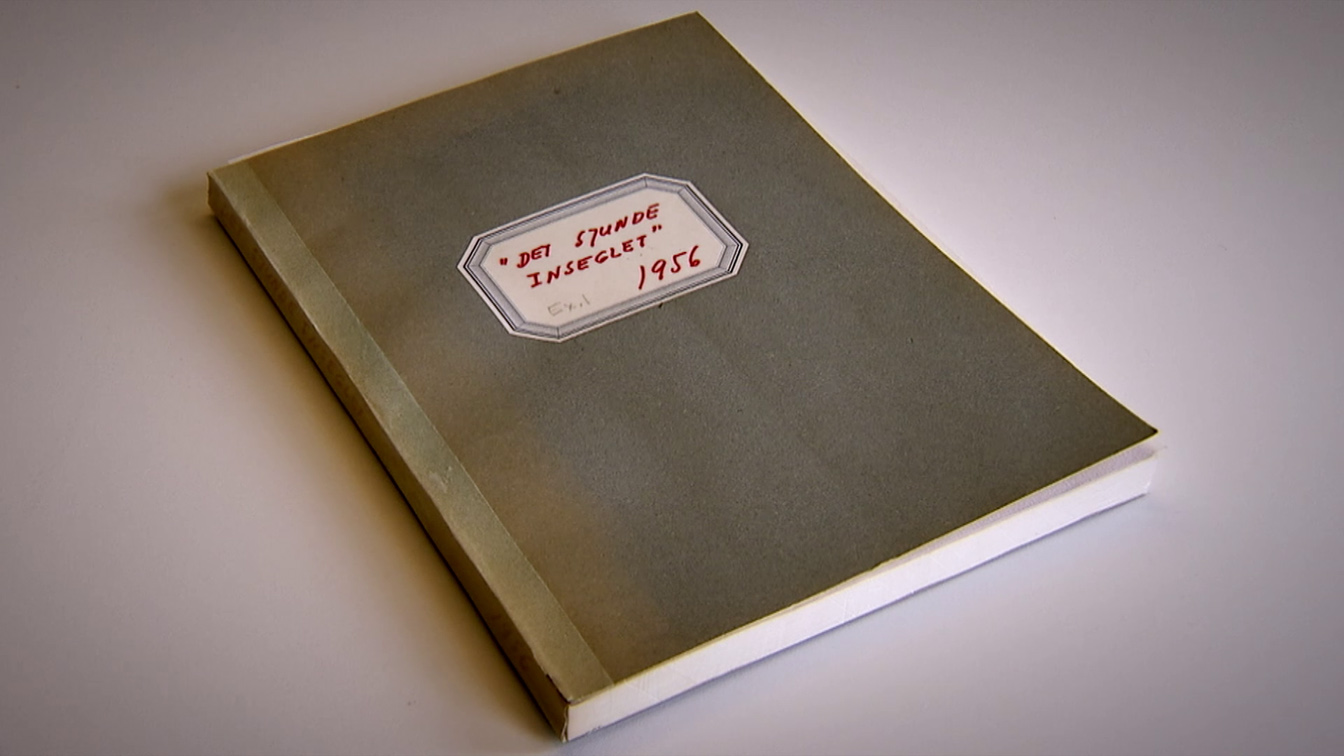 "DET SJUNDE
INSEGLET"
1956
Ex. 1